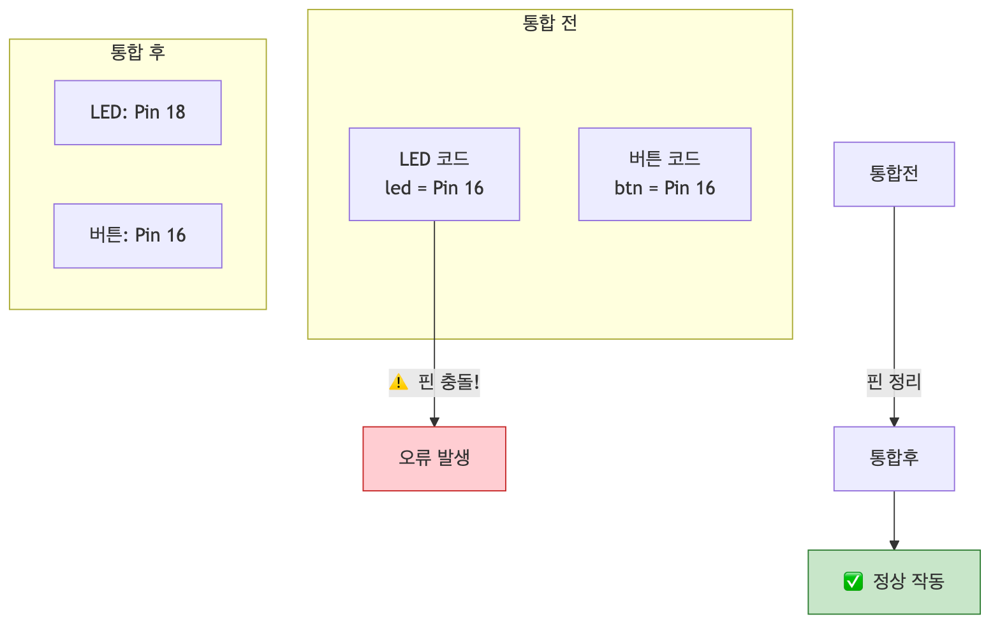 통합 후
LED: Pin 18
버튼: Pin 16
통합 전
LED 코드
led = Pin 16
버튼 코드
btn = Pin 16
⚠️ 핀 충돌!
오류 발생
통합전
핀 정리
통합후
✅ 정상 작동